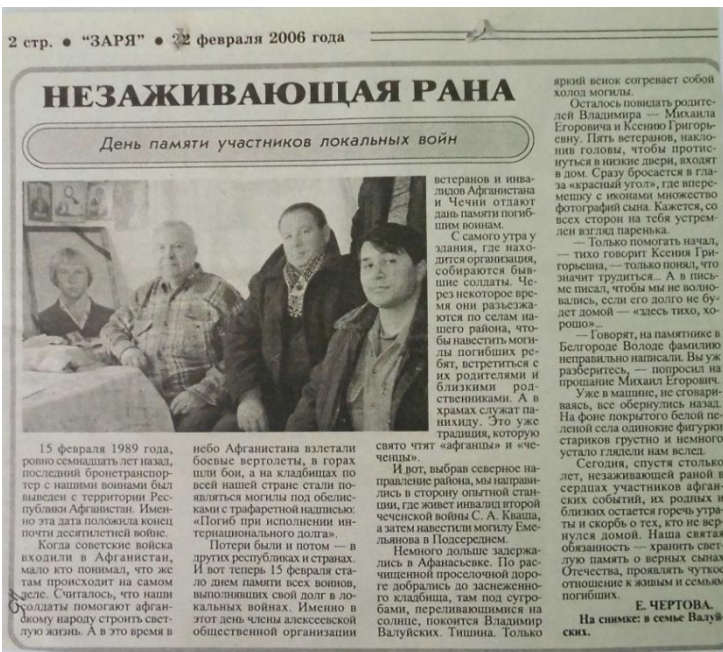 2 стр. • "ЗАРЯ" • 22 февраля 2006 года
НЕЗАЖИВАЮЩАЯ РАНА
День памяти участников локальных войн
15 февраля 1989 года,
ровно семнадцать лет назад,
последний бронетранспор-
тер с нашими воинами был
выведен с территории Рес-
публики Афганистан. Имен-
но эта дата положила конец
почти десятилетней войне.
Когда советские войска
входили в Афганистан,
мало кто понимал, что же
там происходит на самом
деле. Считалось, что наши
солдаты помогают афган-
скому народу строить свет-
лую жизнь. А в это время в
небо Афганистана взлетали
боевые вертолеты, в горах
шли бои, а на кладбищах по
всей нашей стране стали по-
являться могилы под обелис-
ками с трафаретной надписью:
«Погиб при исполнении ин-
тернационального долга».
Потери были и потом — в
других республиках и странах.
И вот теперь 15 февраля ста-
ло днем памяти всех воинов,
выполнявших свой долг в ло-
кальных войнах. Именно в
этот день члены алексеевской
общественной организации
ветеранов и инва-
лидов Афганистана
и Чечни отдают
дань памяти погиб-
шим воинам.
С самого утра у
здания, где нахо-
дится организация,
собираются быв-
шие солдаты. Че-
рез некоторое вре-
мя они разъезжа-
ются по селам на-
шего района, что-
бы навестить моги-
лы погибших ре-
бят, встретиться с
их родителями и
близкими род-
ственниками. А в
храмах служат па-
нихиду. Это уже
традиция, которую
свято чтят «афганцы» и «че-
ченцы».
И вот, выбрав северное на-
правление района, мы направи-
лись в сторону опытной стан-
ции, где живет инвалид второй
чеченской войны С. А. Кваша,
а затем навестили могилу Еме-
льянова в Подсереднем.
Немного дольше задержа-
лись в Афанасьевке. По рас-
чищенной проселочной доро-
ге добрались до заснеженно-
го кладбища, там под сугро-
бами, переливающимися на
солнце, покоится Владимир
Валуйских. Тишина. Только
яркий венок согревает собой
холод могилы.
Осталось повидать родите-
лей Владимира — Михаила
Егоровича и Ксению Григорь-
евну. Пять ветеранов, накло-
нив головы, чтобы протис-
нуться в низкие двери, входят
в дом. Сразу бросается в гла-
за «красный угол», где впере-
мешку с иконами множество
фотографий сына. Кажется, со
всех сторон на тебя устрем-
лен взгляд паренька.
— Только помогать начал,
— тихо говорит Ксения Гри-
горьевна, — только понял, что
значит трудиться... А в пись-
ме писал, чтобы мы не волно-
вались, если его долго не бу-
дет домой — «здесь тихо, хо-
рошо»...
— Говорят, на памятнике в
Белгороде Володе фамилию
неправильно написали. Вы уж
разберитесь, — попросил на
прощание Михаил Егорович.
Уже в машине, не сговари-
ваясь, все обернулись назад.
На фоне покрытого белой пе-
леной села одинокие фигурки
стариков грустно и немного
устало глядели нам вслед.
Сегодня, спустя столько
лет, незаживающей раной в
сердцах участников афган-
ских событий, их родных и
близких остается горечь утра-
ты и скорбь о тех, кто не вер-
нулся домой. Наша святая
обязанность — хранить свет-
лую память о верных сынах
Отечества, проявлять чуткое
отношение к живым и семьям
погибших.
Е. ЧЕРТОВА.
На снимке: в семье Валуй-
ских.